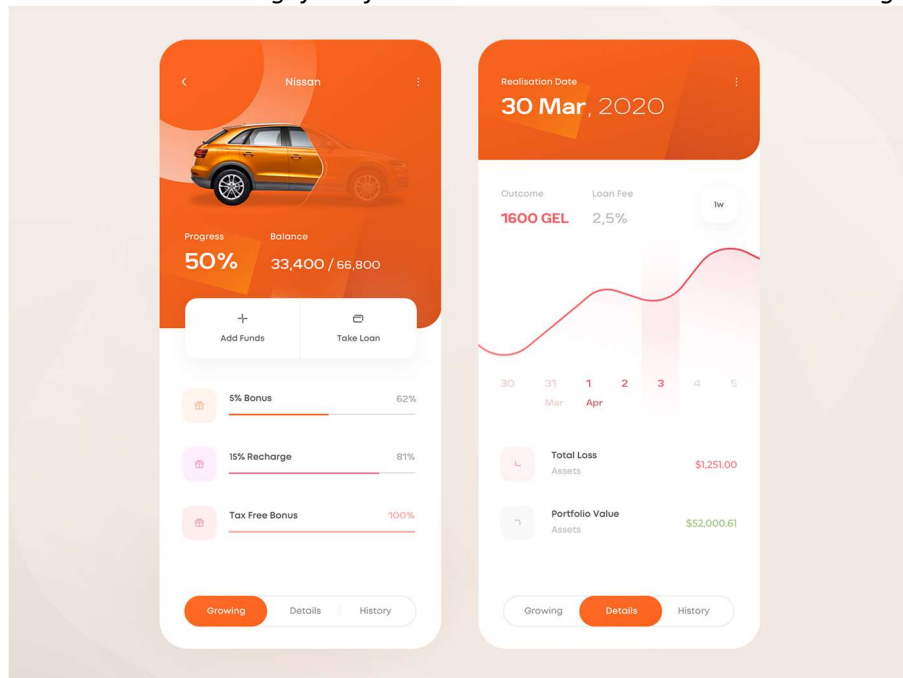 Nissan
Progress
Balance
50%
33,400 / 66,800
Add Funds
Take Loan
5% Bonus
62%
15% Recharge
81%
Tax Free Bonus
100%
Growing
Details
History
Realisation Date
30 Mar, 2020
Outcome
Loan Fee
1600 GEL
2,5%
1w
30 31 1 2 3 4 5
Mar Apr
Total Loss
Assets
$1,251.00
Portfolio Value
Assets
$52,000.61
Growing
Details
History